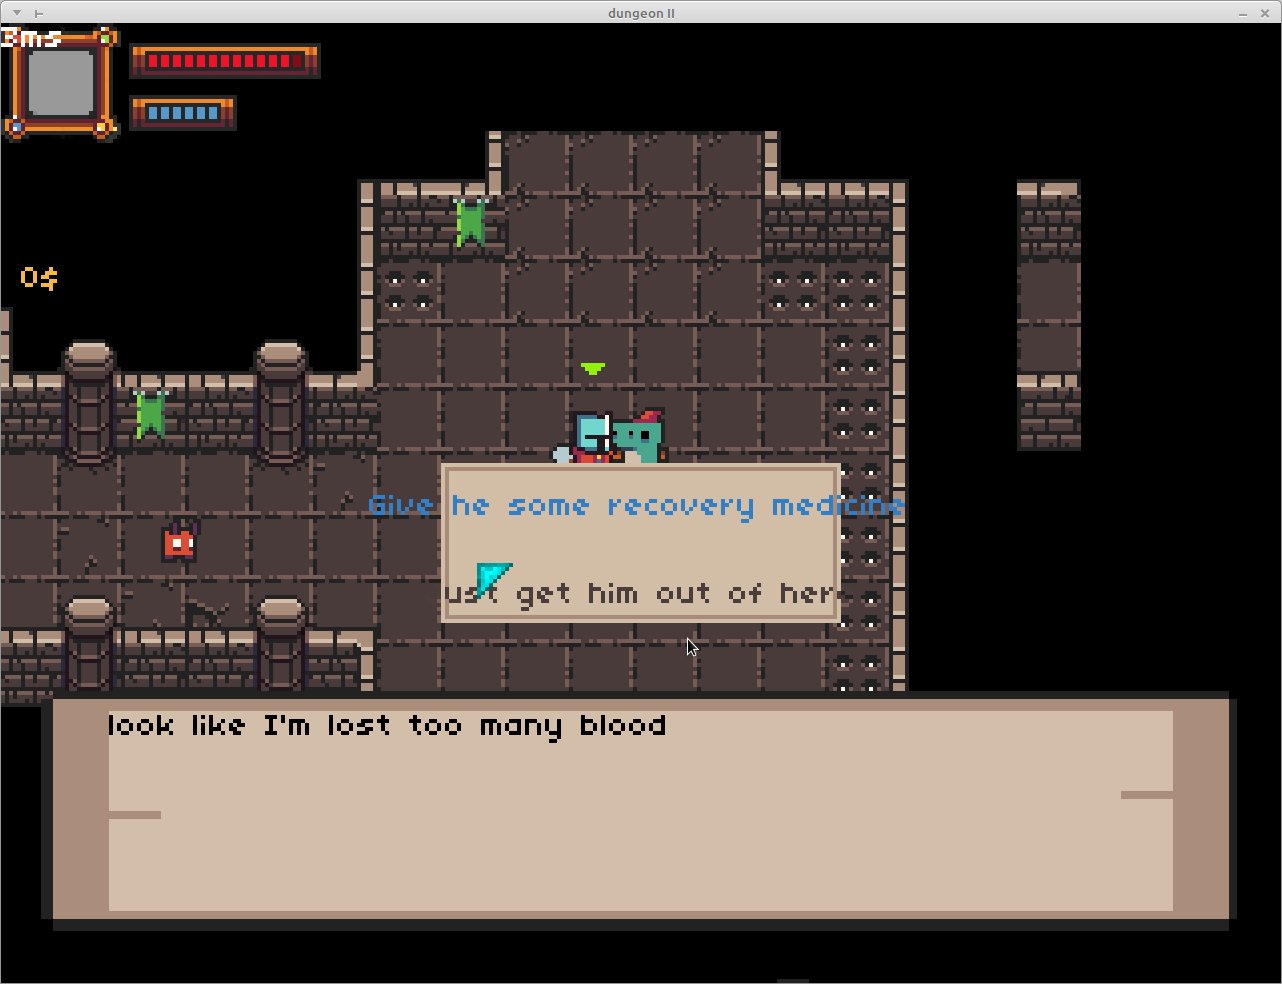 dungeon II
3ms
0$
Give he some recovery medicine
ust get him out of her
look like I'm lost too many blood